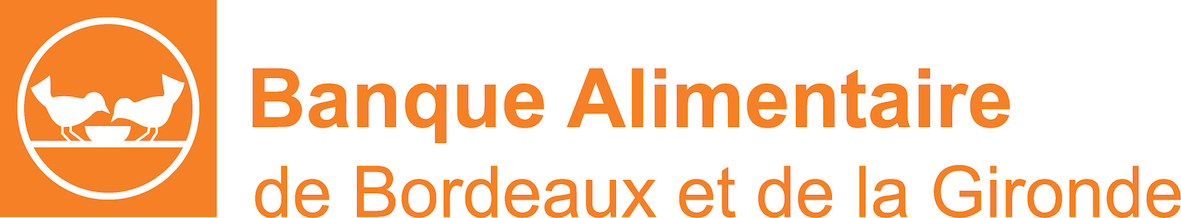 Banque Alimentaire
de Bordeaux et de la Gironde